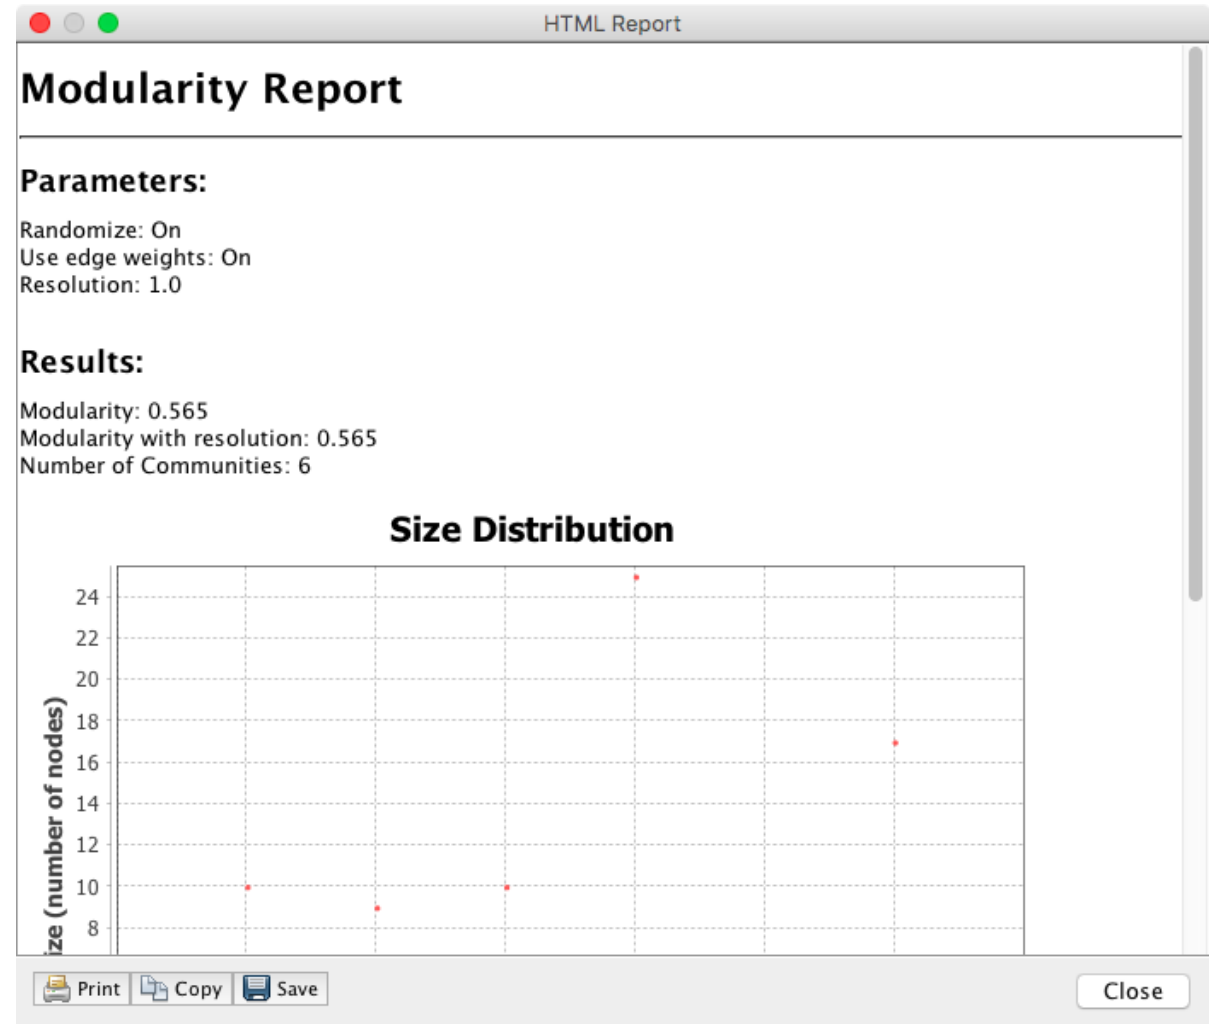 HTML Report
Modularity Report
Parameters:
Randomize: On
Use edge weights: On
Resolution: 1.0
Results:
Modularity: 0.565
Modularity with resolution: 0.565
Number of Communities: 6
Size Distribution
24
22
20
18
16
14
12
10
8
ize (number of nodes)
Print Copy Save
Close